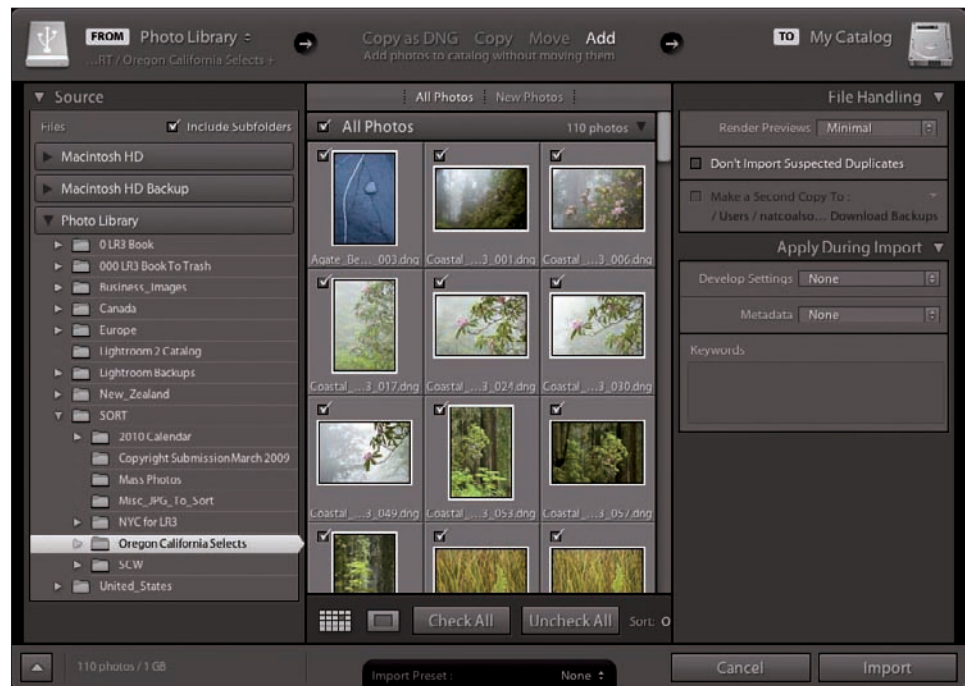 FROM Photo Library
...RT / Oregon California Selects +
Copy as DNG Copy Move Add
Add photos to catalog without moving them
TO My Catalog
Source
Files Include Subfolders
Macintosh HD
Macintosh HD Backup
Photo Library
0 LR3 Book
000 LR3 Book To Trash
Business_Images
Canada
Europe
Lightroom 2 Catalog
Lightroom Backups
New_Zealand
SORT
2010 Calendar
Copyright Submission March 2009
Mass Photos
Misc_JPG_To_Sort
NYC for LR3
Oregon California Selects
SCW
United_States
All Photos New Photos
All Photos 110 photos
Agate_Be..._003.dng Coastal_...3_001.dng Coastal_...3_006.dng
Coastal_...3_017.dng Coastal_...3_024.dng Coastal_...3_030.dng
Coastal_...3_049.dng Coastal_...3_053.dng Coastal_...3_057.dng
Check All Uncheck All Sort: O
File Handling
Render Previews Minimal
Don't Import Suspected Duplicates
Make a Second Copy To :
/ Users / natcoalso... Download Backups
Apply During Import
Develop Settings None
Metadata None
Keywords
110 photos / 1 GB
Import Preset : None
Cancel Import